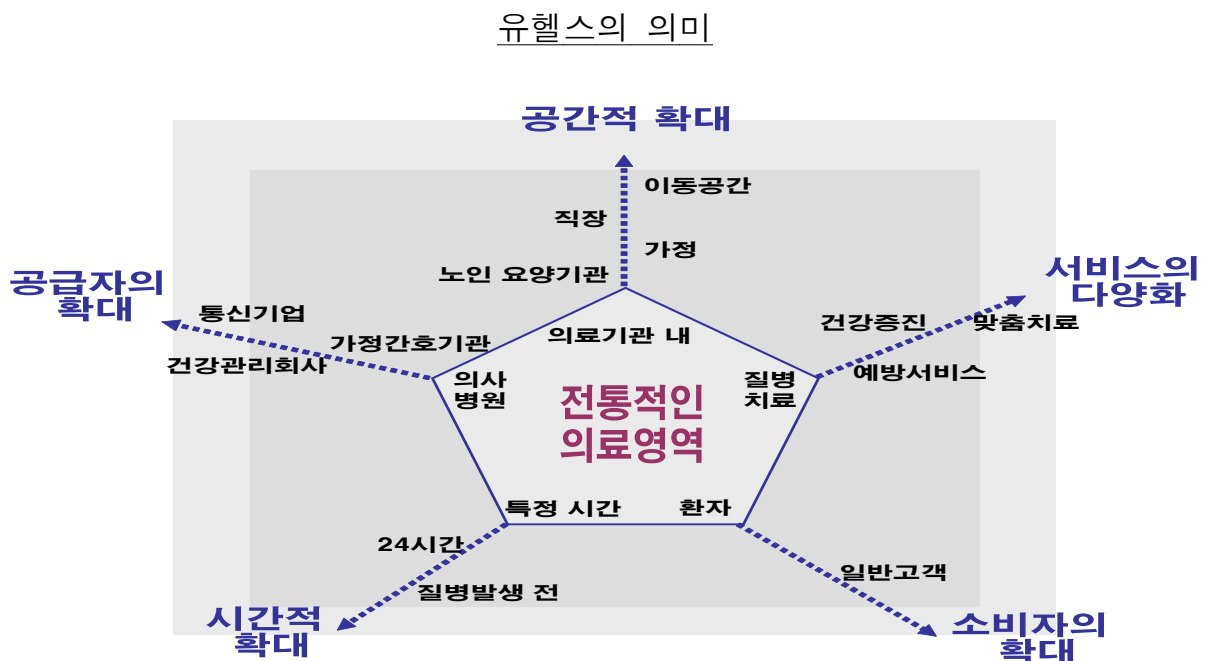 유헬스의 의미
공간적 확대
이동공간
직장
가정
노인 요양기관
공급자의
확대
서비스의
다양화
통신기업
가정간호기관
건강관리회사
건강증진
맞춤치료
예방서비스
의료기관 내
의사
병원
질병
치료
전통적인
의료영역
특정 시간
환자
24시간
질병발생 전
일반고객
시간적
확대
소비자의
확대